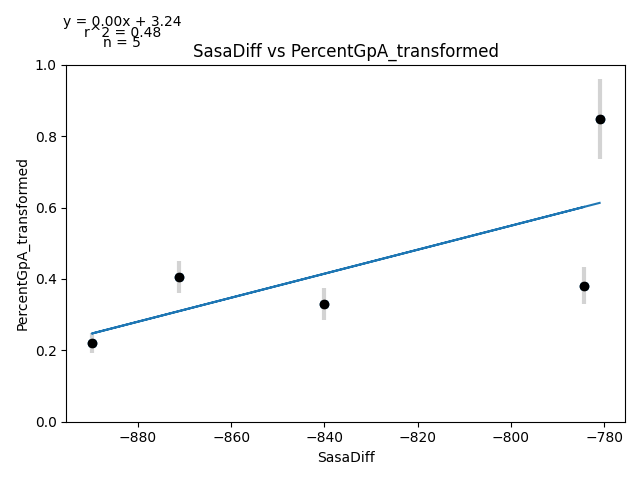 y = 0.00x + 3.24
r^2 = 0.48
n = 5
SasaDiff vs PercentGpA_transformed
1.0
0.8
0.6
0.4
0.2
0.0
PercentGpA_transformed
−880
−860
−840
−820
−800
−780
SasaDiff